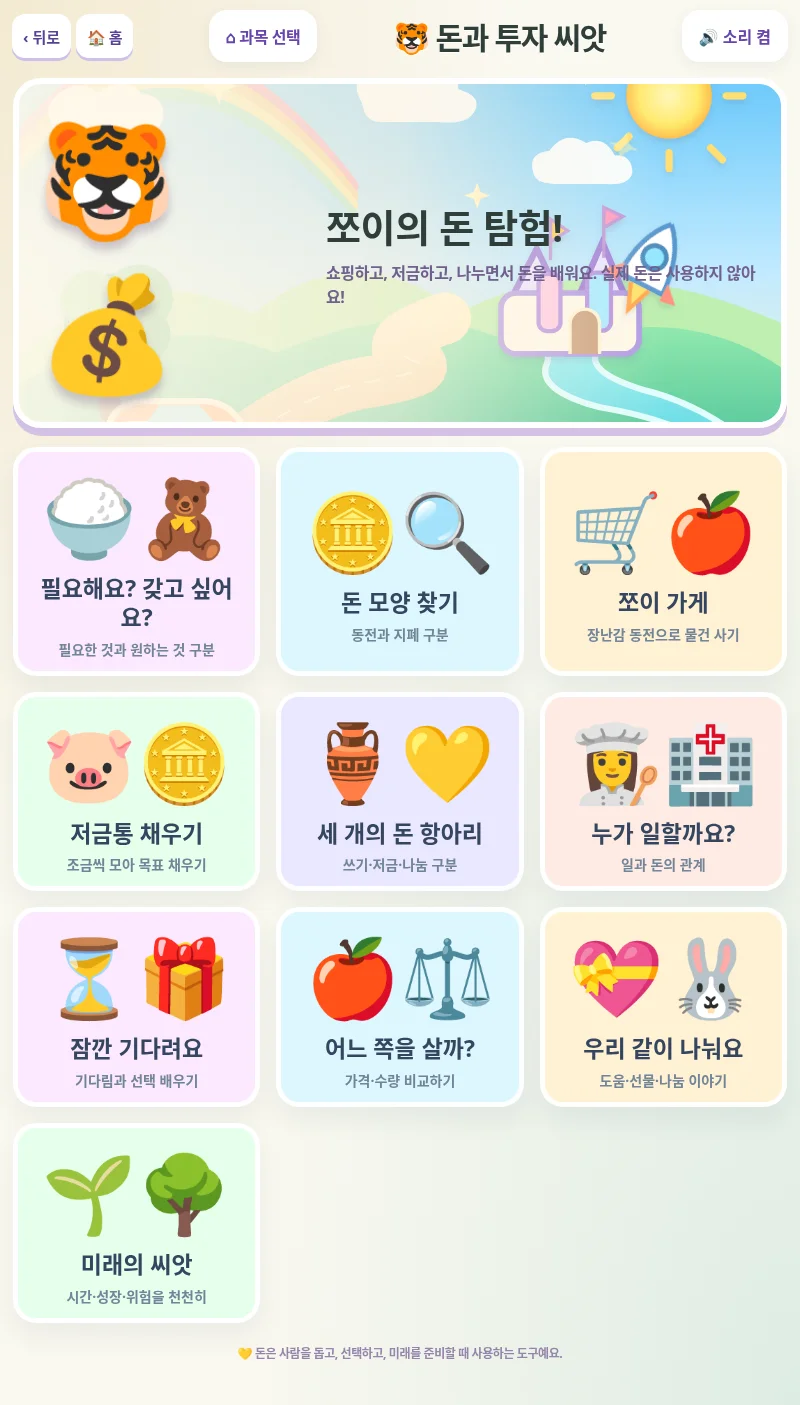 ‹ 뒤로
🏠 홈
⌂ 과목 선택
🐯 돈과 투자 씨앗
🔊 소리 켬
쪼이의 돈 탐험!
쇼핑하고, 저금하고, 나누면서 돈을 배워요. 실제 돈은 사용하지 않아
요!
필요해요? 갖고 싶어
요?
필요한 것과 원하는 것 구분
돈 모양 찾기
동전과 지폐 구분
쪼이 가게
장난감 동전으로 물건 사기
저금통 채우기
조금씩 모아 목표 채우기
세 개의 돈 항아리
쓰기·저금·나눔 구분
누가 일할까요?
일과 돈의 관계
잠깐 기다려요
기다림과 선택 배우기
어느 쪽을 살까?
가격·수량 비교하기
우리 같이 나눠요
도움·선물·나눔 이야기
미래의 씨앗
시간·성장·위험을 천천히
💛 돈은 사람을 돕고, 선택하고, 미래를 준비할 때 사용하는 도구예요.